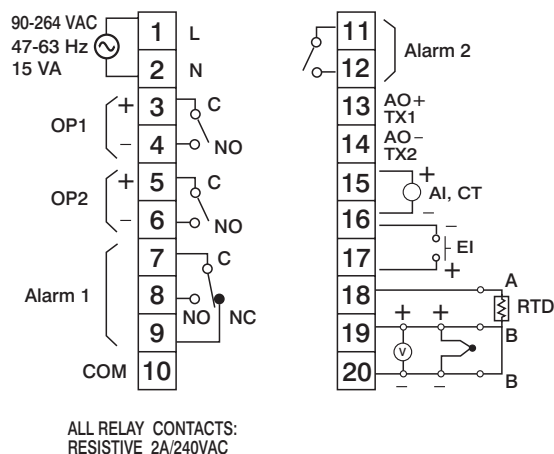 90-264 VAC
47-63 Hz
15 VA
1 L
2 N
OP1 + 3 C
− 4 NO
OP2 + 5 C
− 6 NO
Alarm 1
7 C
8 NO NC
9
COM 10
11
12
Alarm 2
13 AO+
TX1
14 AO−
TX2
15 +
AI, CT
−
16 −
EI
17 +
18 A
RTD
19 + + B
V
20 − − B
ALL RELAY CONTACTS:
RESISTIVE 2A/240VAC